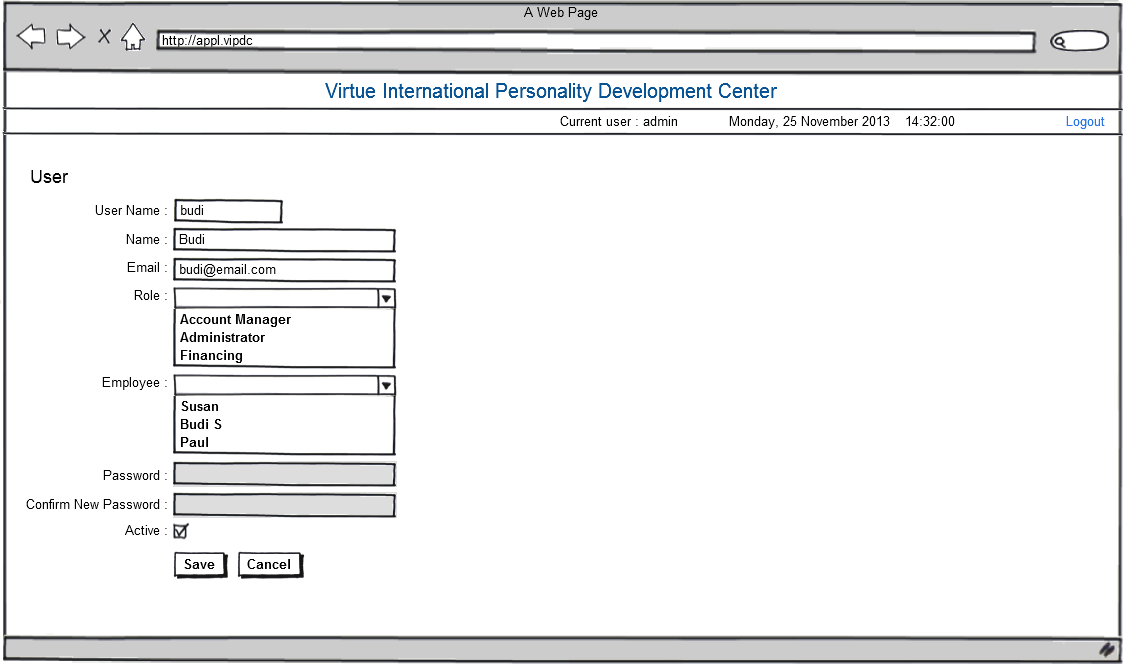 A Web Page
http://appl.vipdc
Virtue International Personality Development Center
Current user : admin Monday, 25 November 2013 14:32:00 Logout
User
User Name : budi
Name : Budi
Email : budi@email.com
Role :
Account Manager
Administrator
Financing
Employee :
Susan
Budi S
Paul
Password :
Confirm New Password :
Active :
Save Cancel